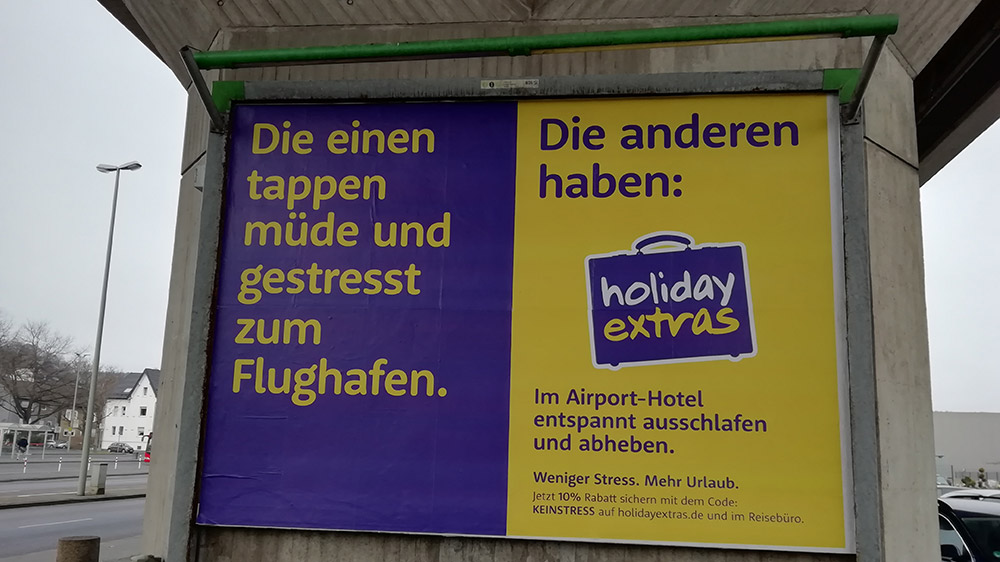 Die einen
tappen
müde und
gestresst
zum
Flughafen.
Die anderen
haben:
holiday
extras
Im Airport-Hotel
entspannt ausschlafen
und abheben.
Weniger Stress. Mehr Urlaub.
Jetzt 10% Rabatt sichern mit dem Code:
KEINSTRESS auf holidayextras.de und im Reisebüro.